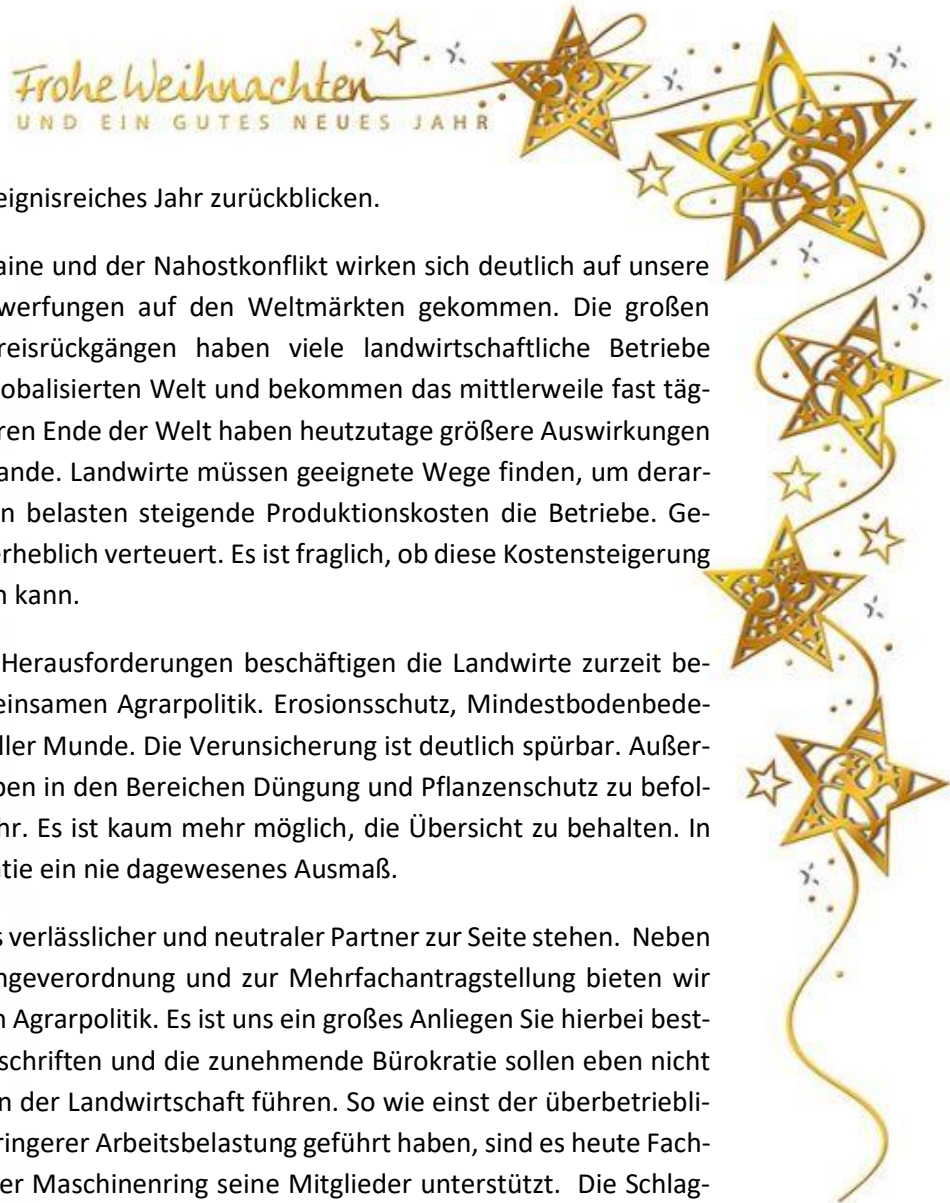 Frohe Weihnachten
UND EIN GUTES NEUES JAHR
eignisreiches Jahr zurückblicken.
aine und der Nahostkonflikt wirken sich deutlich auf unsere
werfungen auf den Weltmärkten gekommen. Die großen
reisrückgängen haben viele landwirtschaftliche Betriebe
obalisierten Welt und bekommen das mittlerweile fast täg-
ren Ende der Welt haben heutzutage größere Auswirkungen
ande. Landwirte müssen geeignete Wege finden, um derar-
n belasten steigende Produktionskosten die Betriebe. Ge-
erheblich verteuert. Es ist fraglich, ob diese Kostensteigerung
n kann.
Herausforderungen beschäftigen die Landwirte zurzeit be-
einsamen Agrarpolitik. Erosionsschutz, Mindestbodenbede-
ller Munde. Die Verunsicherung ist deutlich spürbar. Außer-
ben in den Bereichen Düngung und Pflanzenschutz zu befol-
hr. Es ist kaum mehr möglich, die Übersicht zu behalten. In
atie ein nie dagewesenes Ausmaß.
s verlässlicher und neutraler Partner zur Seite stehen. Neben
ngeverordnung und zur Mehrfachantragstellung bieten wir
n Agrarpolitik. Es ist uns ein großes Anliegen Sie hierbei best-
schriften und die zunehmende Bürokratie sollen eben nicht
n der Landwirtschaft führen. So wie einst der überbetriebli-
ringerer Arbeitsbelastung geführt haben, sind es heute Fach-
er Maschinenring seine Mitglieder unterstützt. Die Schlag-